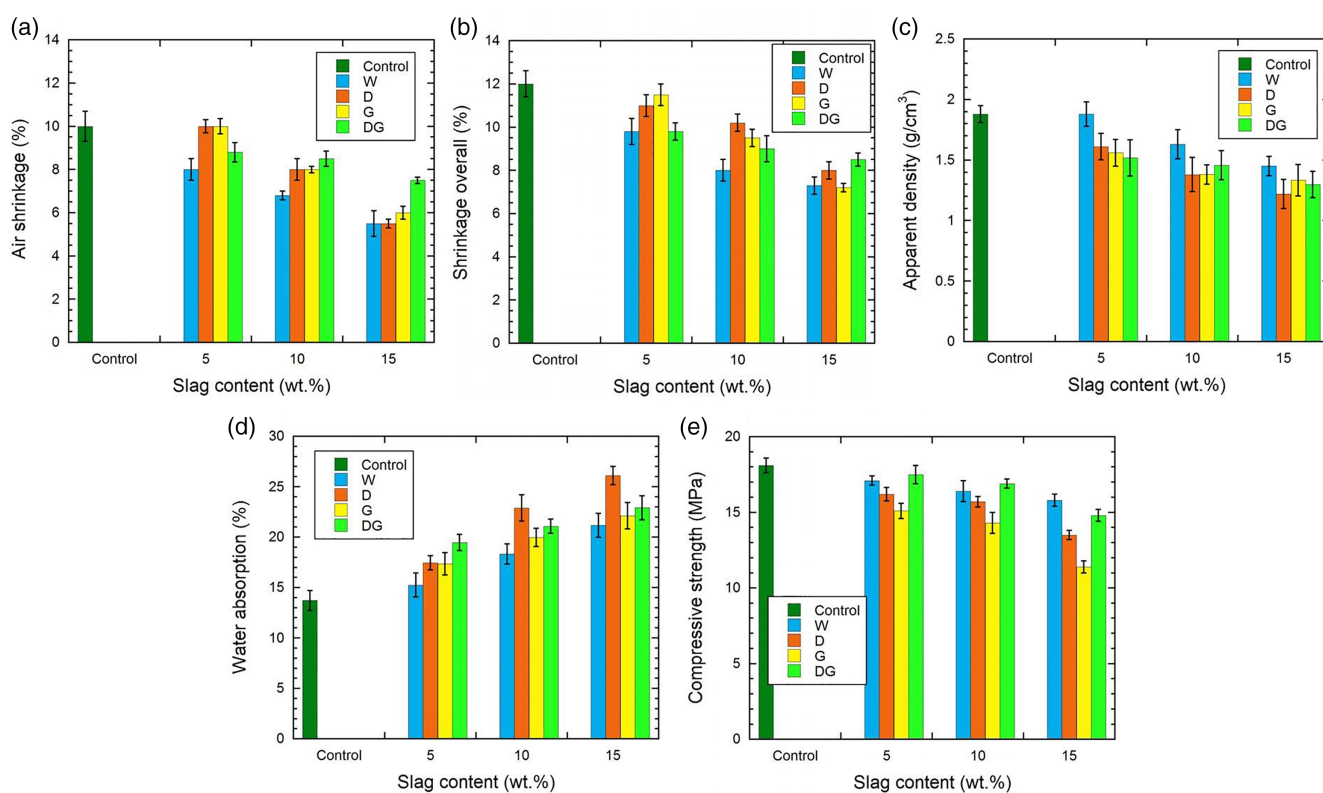 (a)
14
12
10
8
6
4
2
0
Air shrinkage (%)
Control
W
D
G
DG
Control 5 10 15
Slag content (wt.%)
(b)
14
12
10
8
6
4
2
0
Shrinkage overall (%)
Control
W
D
G
DG
Control 5 10 15
Slag content (wt.%)
(c)
2.5
2
1.5
1
0.5
0
Apparent density (g/cm³)
Control
W
D
G
DG
Control 5 10 15
Slag content (wt.%)
(d)
30
25
20
15
10
5
0
Water absorption (%)
Control
W
D
G
DG
Control 5 10 15
Slag content (wt.%)
(e)
20
15
10
5
0
Compressive strength (MPa)
Control
W
D
G
DG
Control 5 10 15
Slag content (wt.%)